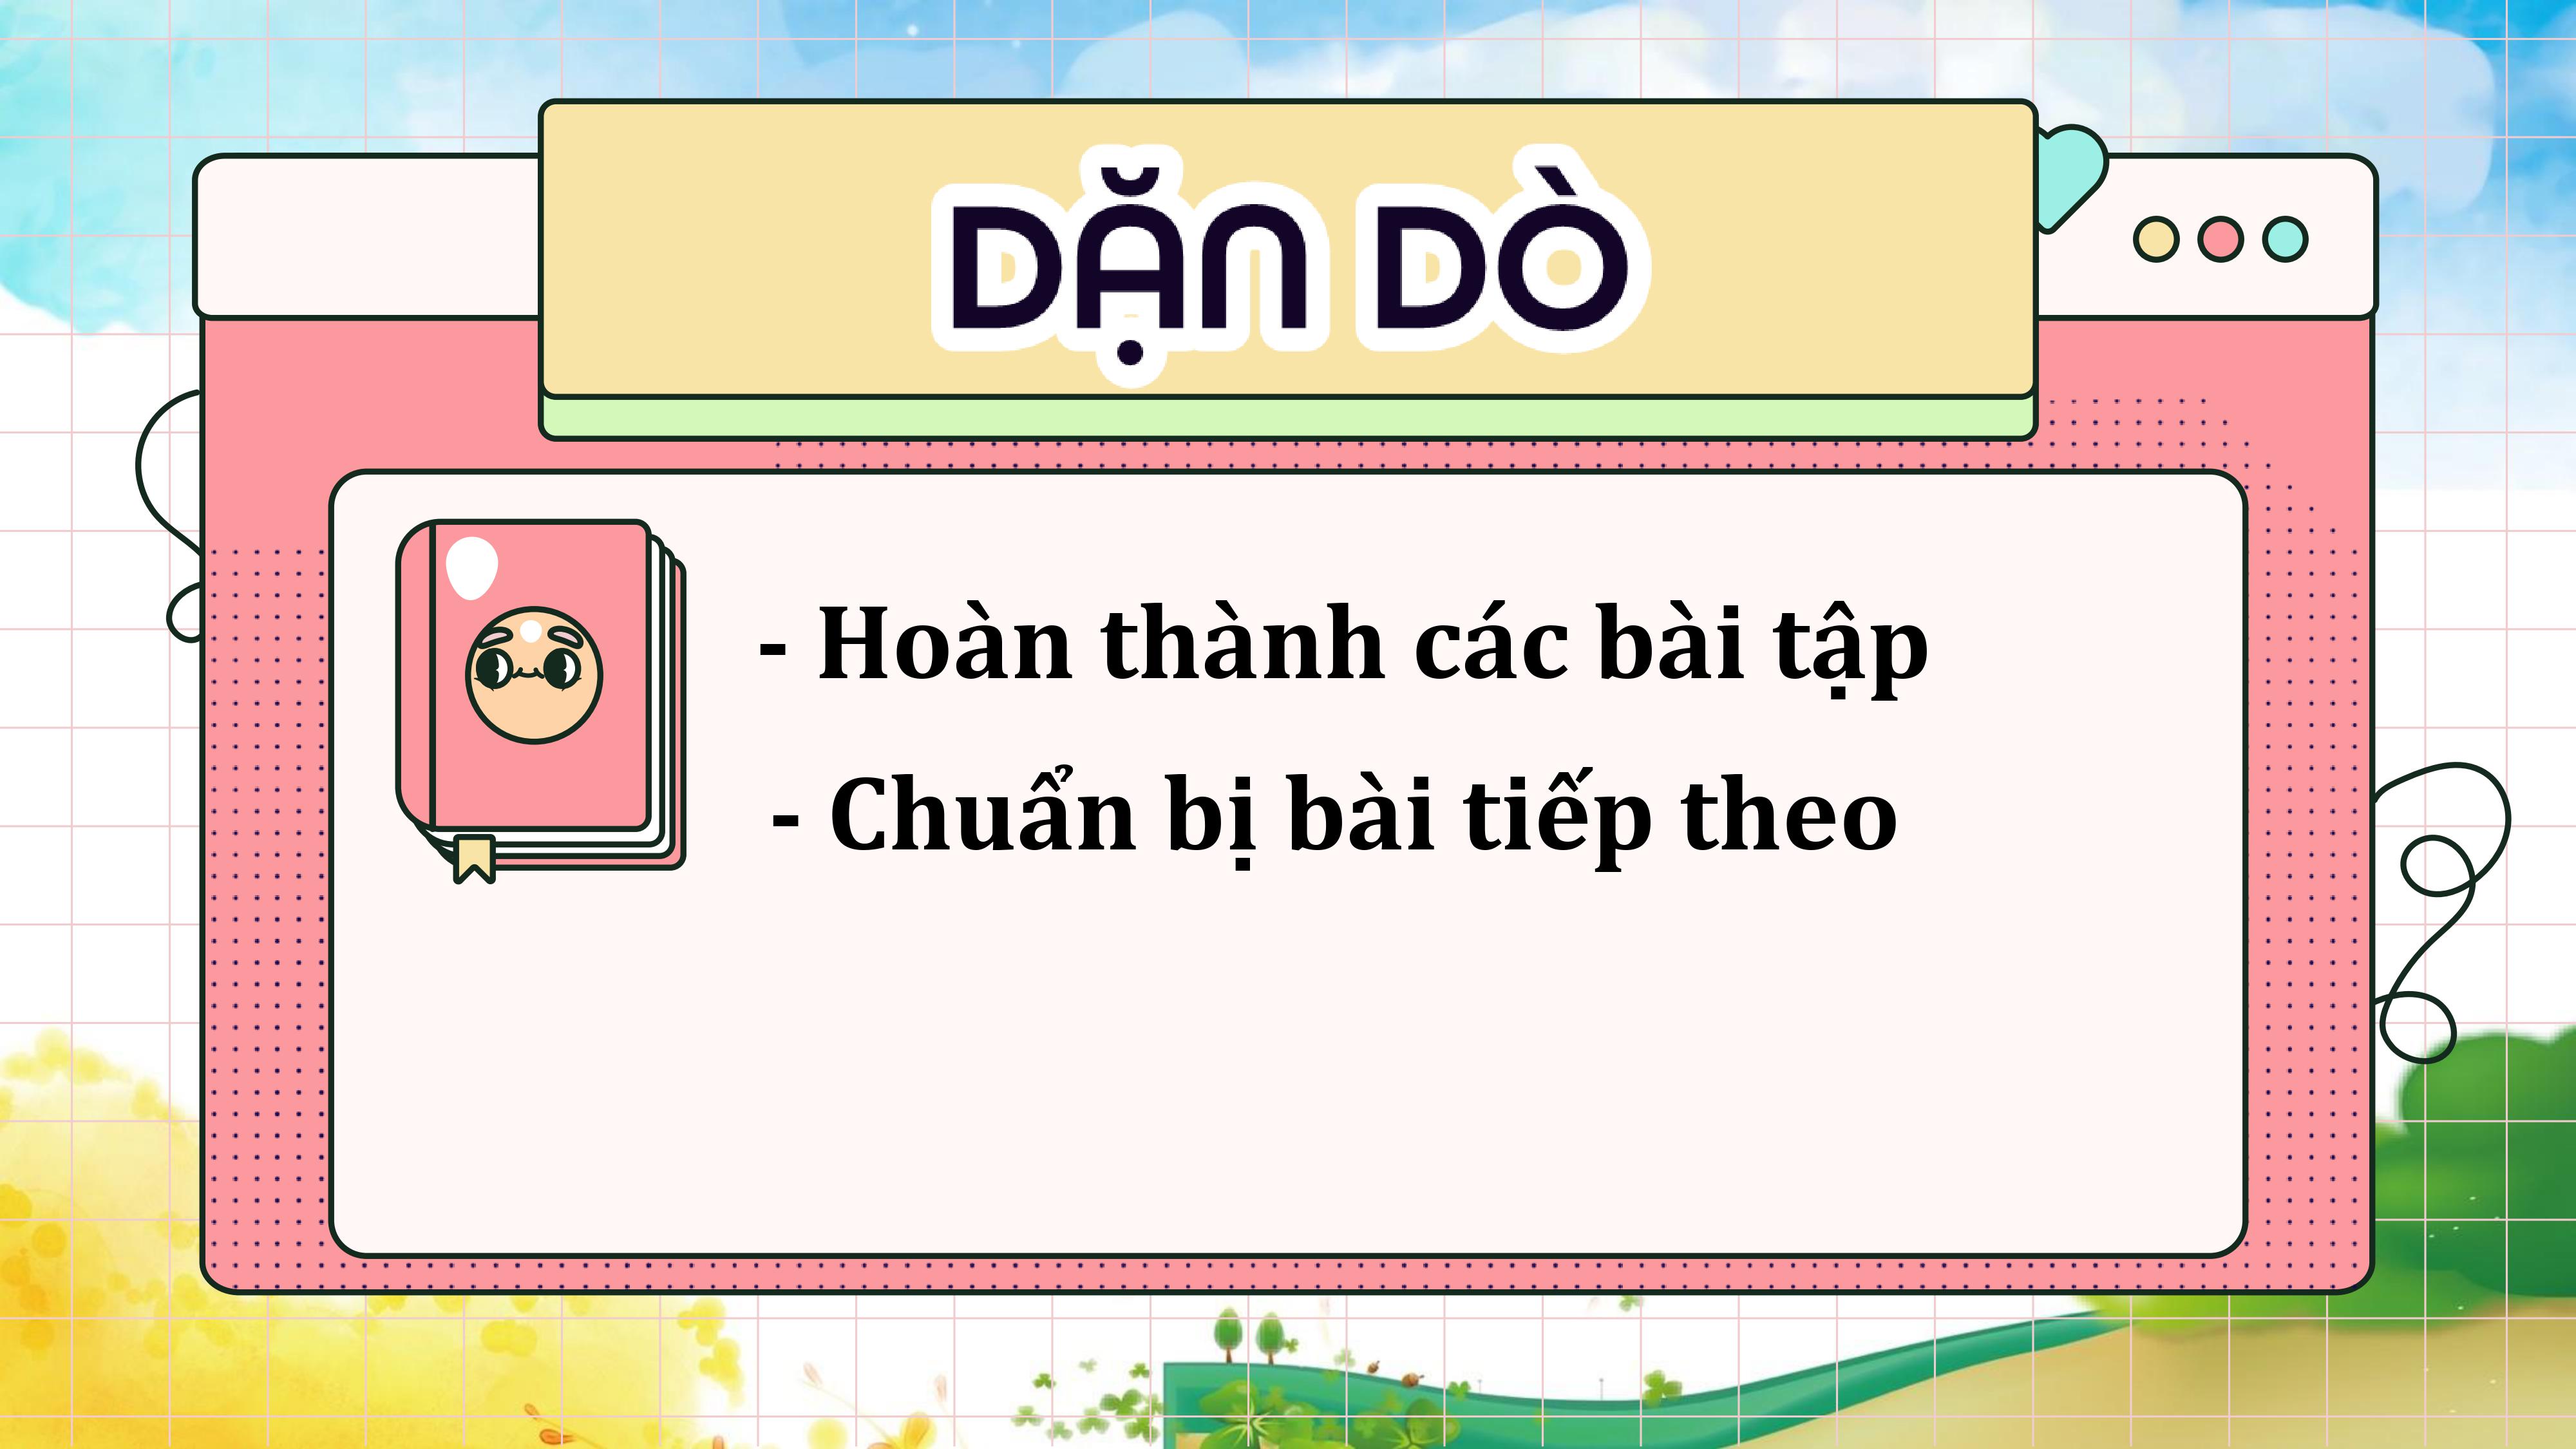 DẶN DÒ
- Hoàn thành các bài tập
- Chuẩn bị bài tiếp theo